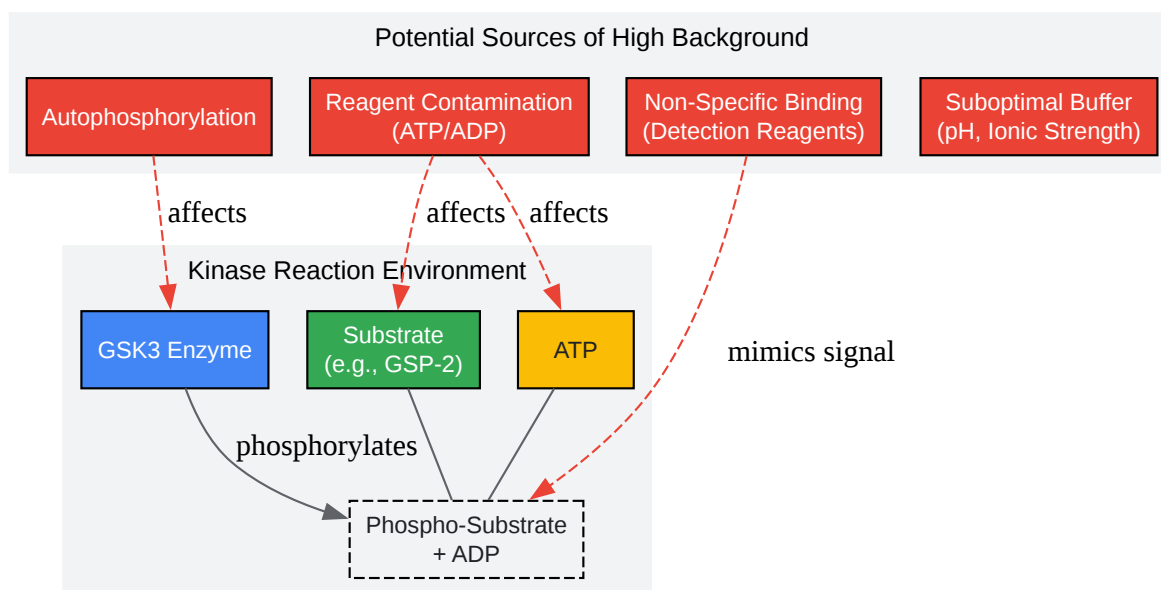 Potential Sources of High Background
Autophosphorylation
Reagent Contamination
(ATP/ADP)
Non-Specific Binding
(Detection Reagents)
Suboptimal Buffer
(pH, Ionic Strength)
affects
affects
affects
Kinase Reaction Environment
GSK3 Enzyme
Substrate
(e.g., GSP-2)
ATP
mimics signal
phosphorylates
Phospho-Substrate
+ ADP